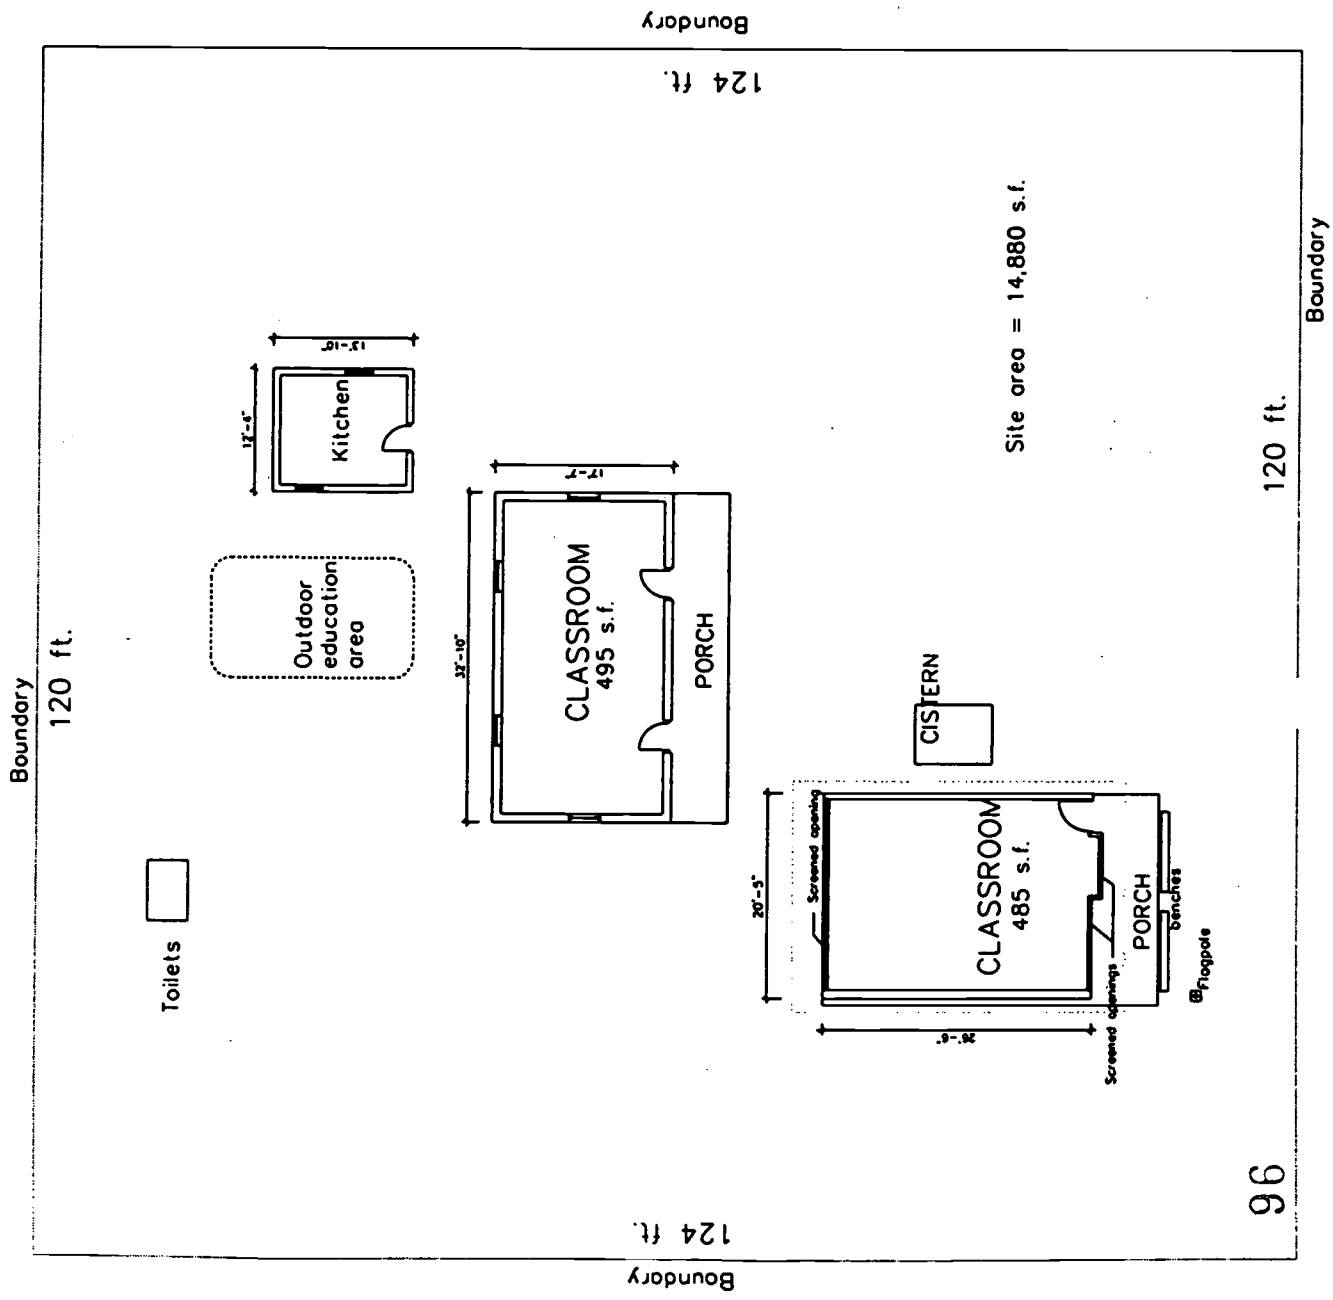 Boundary
124 ft.
Boundary
120 ft.
12'-4"
13'-10"
Kitchen
Outdoor
education
area
32'-10"
17'-7"
CLASSROOM
495 s.f.
PORCH
Site area = 14,880 s.f.
120 ft.
Boundary
CISTERN
Toilets
20'-5"
Screened opening
CLASSROOM
485 s.f.
PORCH
benches
Flagpole
Screened openings
26'-6"
124 ft.
Boundary
96